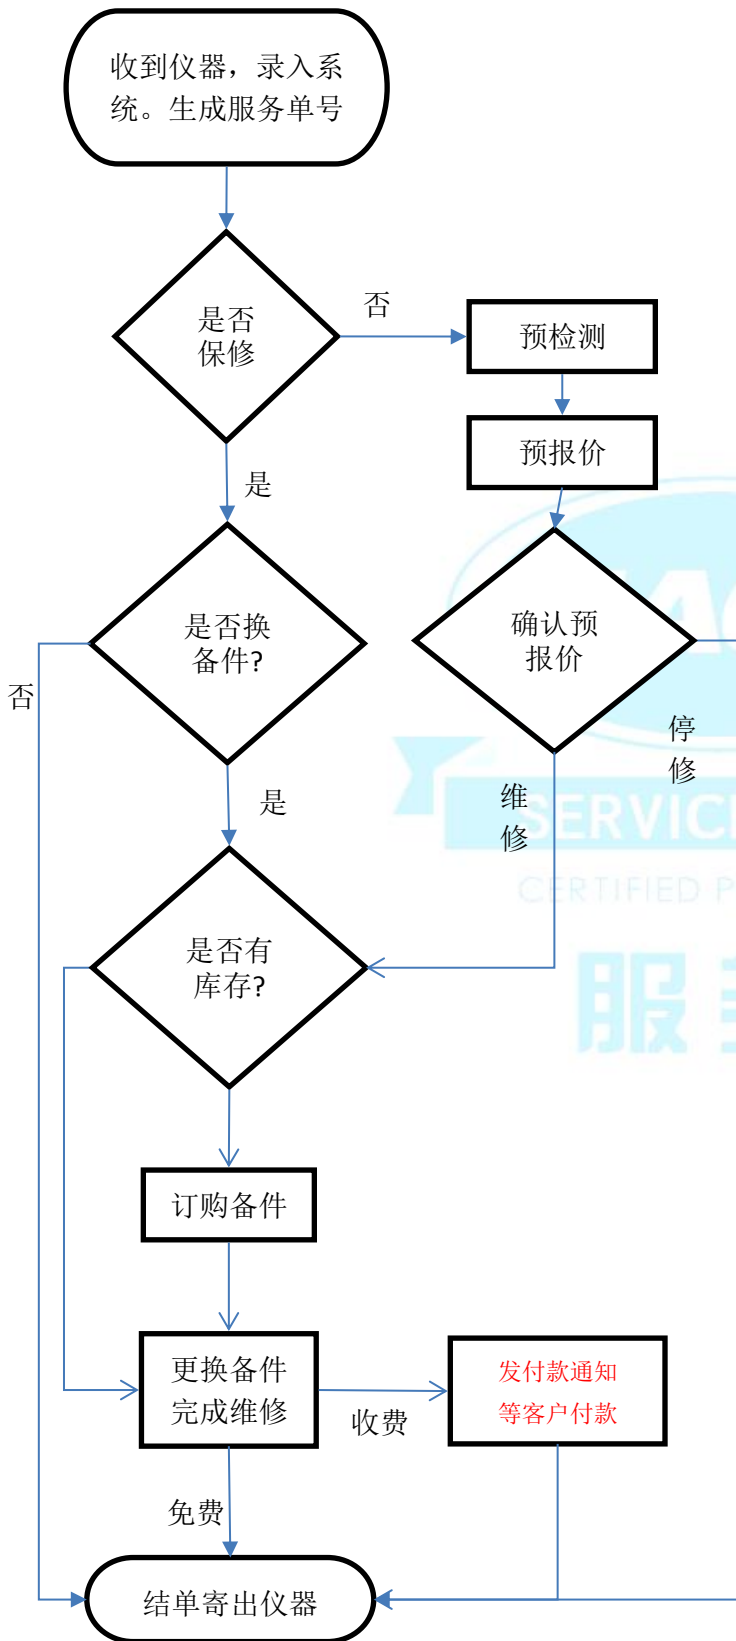 收到仪器，录入系
统。生成服务单号
是否
保修
否
预检测
预报价
是
是否换
备件?
确认预
报价
否
停
修
是
维
修
SERVIC
CERTIFIED P
是否有
库存?
服
订购备件
更换备件
完成维修
收费
发付款通知
等客户付款
免费
结单寄出仪器